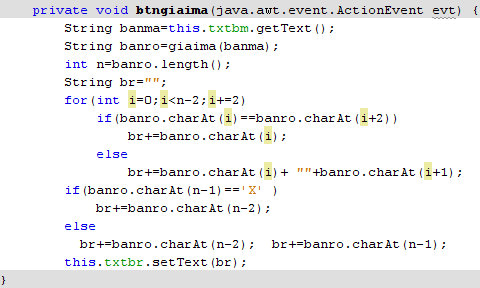 private void btngiaima(java.awt.event.ActionEvent evt) {
String banma=this.txtbm.getText();
String banro=giaima(banma);
int n=banro.length();
String br="";
for(int i=0;i<n-2;i+=2)
if(banro.charAt(i)==banro.charAt(i+2))
br+=banro.charAt(i);
else
br+=banro.charAt(i)+ ""+banro.charAt(i+1);
if(banro.charAt(n-1)=='X' )
br+=banro.charAt(n-2);
else
br+=banro.charAt(n-2);  br+=banro.charAt(n-1);
this.txtbr.setText(br);
}